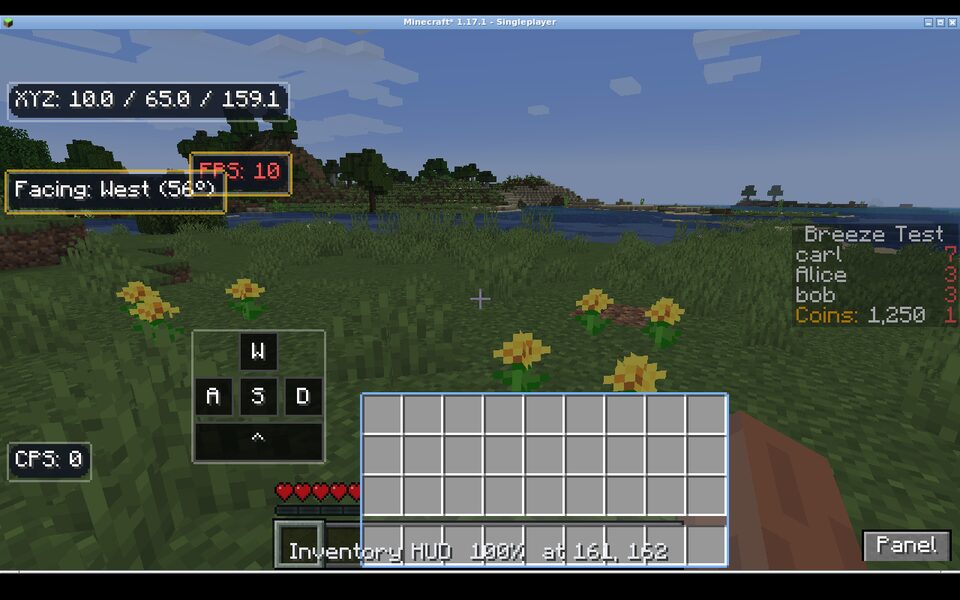 Minecraft* 1.17.1 - Singleplayer
XYZ: 10.0 / 65.0 / 159.1
FPS: 10
Facing: West (56°)
Breeze Test
carl 7
Alice 3
bob 3
Coins: 1,250 1
W
A S D
^
CPS: 0
Inventory HUD 100% at 161, 162
Panel